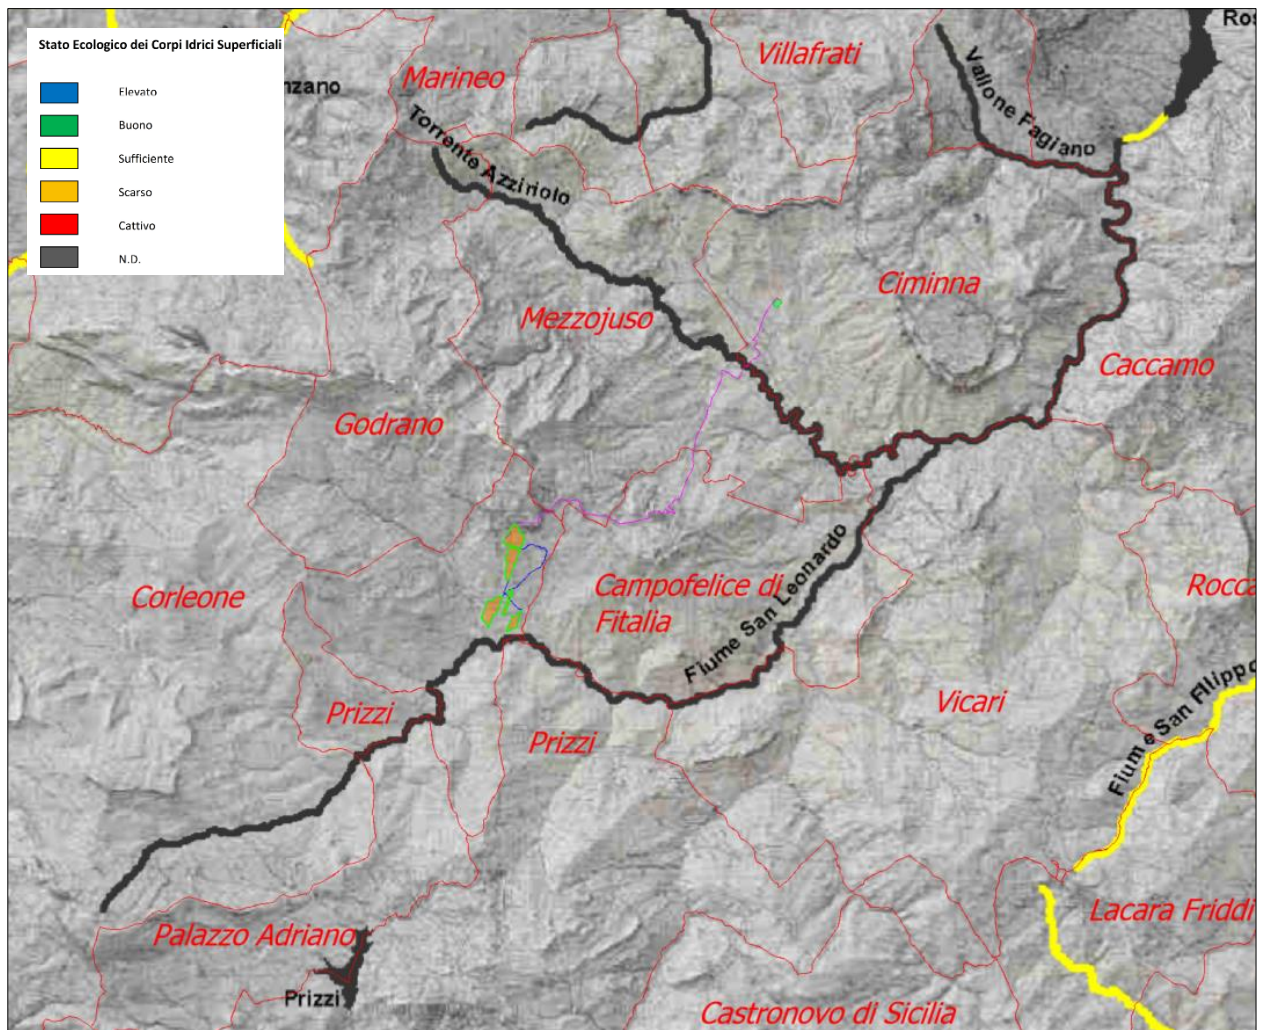 Stato Ecologico dei Corpi Idrici Superficiali
Elevato
Buono
Sufficiente
Scarso
Cattivo
N.D.
Ros
nzano
Marineo
Villafrati
Vallone Fagiano
Torrente Azziriolo
Ciminna
Mezzojuso
Caccamo
Godrano
Corleone
Campofelice di
Fitalia
Fiume San Leonardo
Rocca
Prizzi
Prizzi
Vicari
Fiume San Filippo
Palazzo Adriano
Prizzi
Lacara Friddi
Castronovo di Sicilia